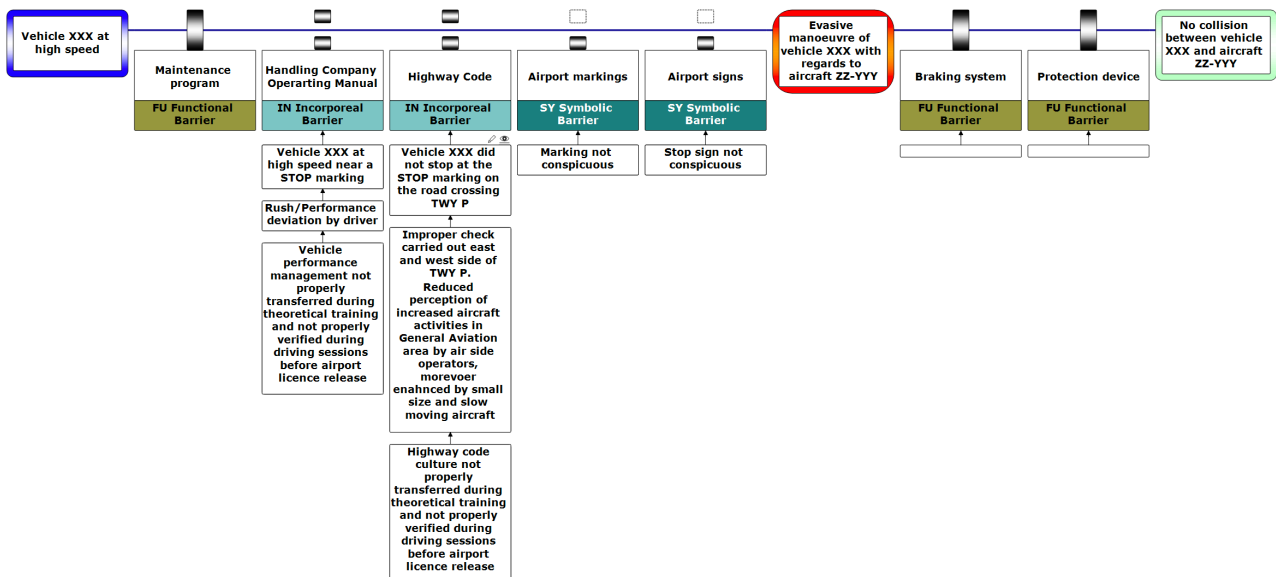 Vehicle XXX at
high speed
Maintenance
program
FU Functional
Barrier
Handling Company
Operarting Manual
IN Incorporeal
Barrier
Vehicle XXX at
high speed near a
STOP marking
Rush/Performance
deviation by driver
Vehicle
performance
management not
properly
transferred during
theoretical training
and not properly
verified during
driving sessions
before airport
licence release
Highway Code
IN Incorporeal
Barrier
Vehicle XXX did
not stop at the
STOP marking on
the road crossing
TWY P
Improper check
carried out east
and west side of
TWY P.
Reduced
perception of
increased aircraft
activities in
General Aviation
area by air side
operators,
morevoer
enahnced by small
size and slow
moving aircraft
Highway code
culture not
properly
transferred during
theoretical training
and not properly
verified during
driving sessions
before airport
licence release
Airport markings
SY Symbolic
Barrier
Marking not
conspicuous
Airport signs
SY Symbolic
Barrier
Stop sign not
conspicuous
Evasive
manoeuvre of
vehicle XXX with
regards to
aircraft ZZ-YYY
Braking system
FU Functional
Barrier
Protection device
FU Functional
Barrier
No collision
between vehicle
XXX and aircraft
ZZ-YYY